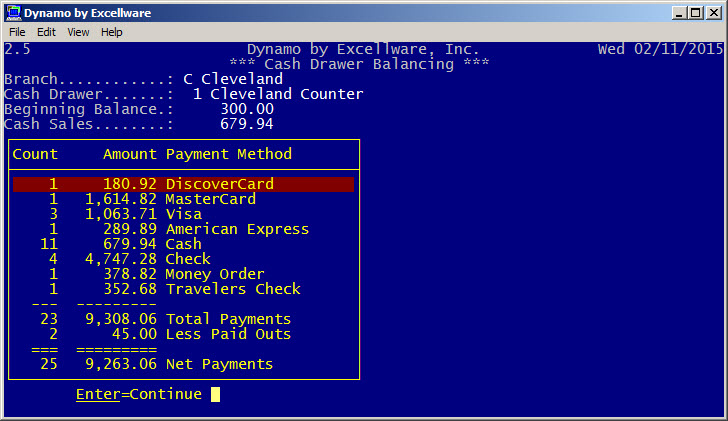 Dynamo by Excellware
File Edit View Help
2.5 Dynamo by Excellware, Inc. Wed 02/11/2015
*** Cash Drawer Balancing ***
Branch............: C Cleveland
Cash Drawer.......: 1 Cleveland Counter
Beginning Balance.: 300.00
Cash Sales........: 679.94
Count Amount Payment Method
1 180.92 DiscoverCard
1 1,614.82 MasterCard
3 1,063.71 Visa
1 289.89 American Express
11 679.94 Cash
4 4,747.28 Check
1 378.82 Money Order
1 352.68 Travelers Check
--- ---------
23 9,308.06 Total Payments
2 45.00 Less Paid Outs
=== =========
25 9,263.06 Net Payments
Enter=Continue